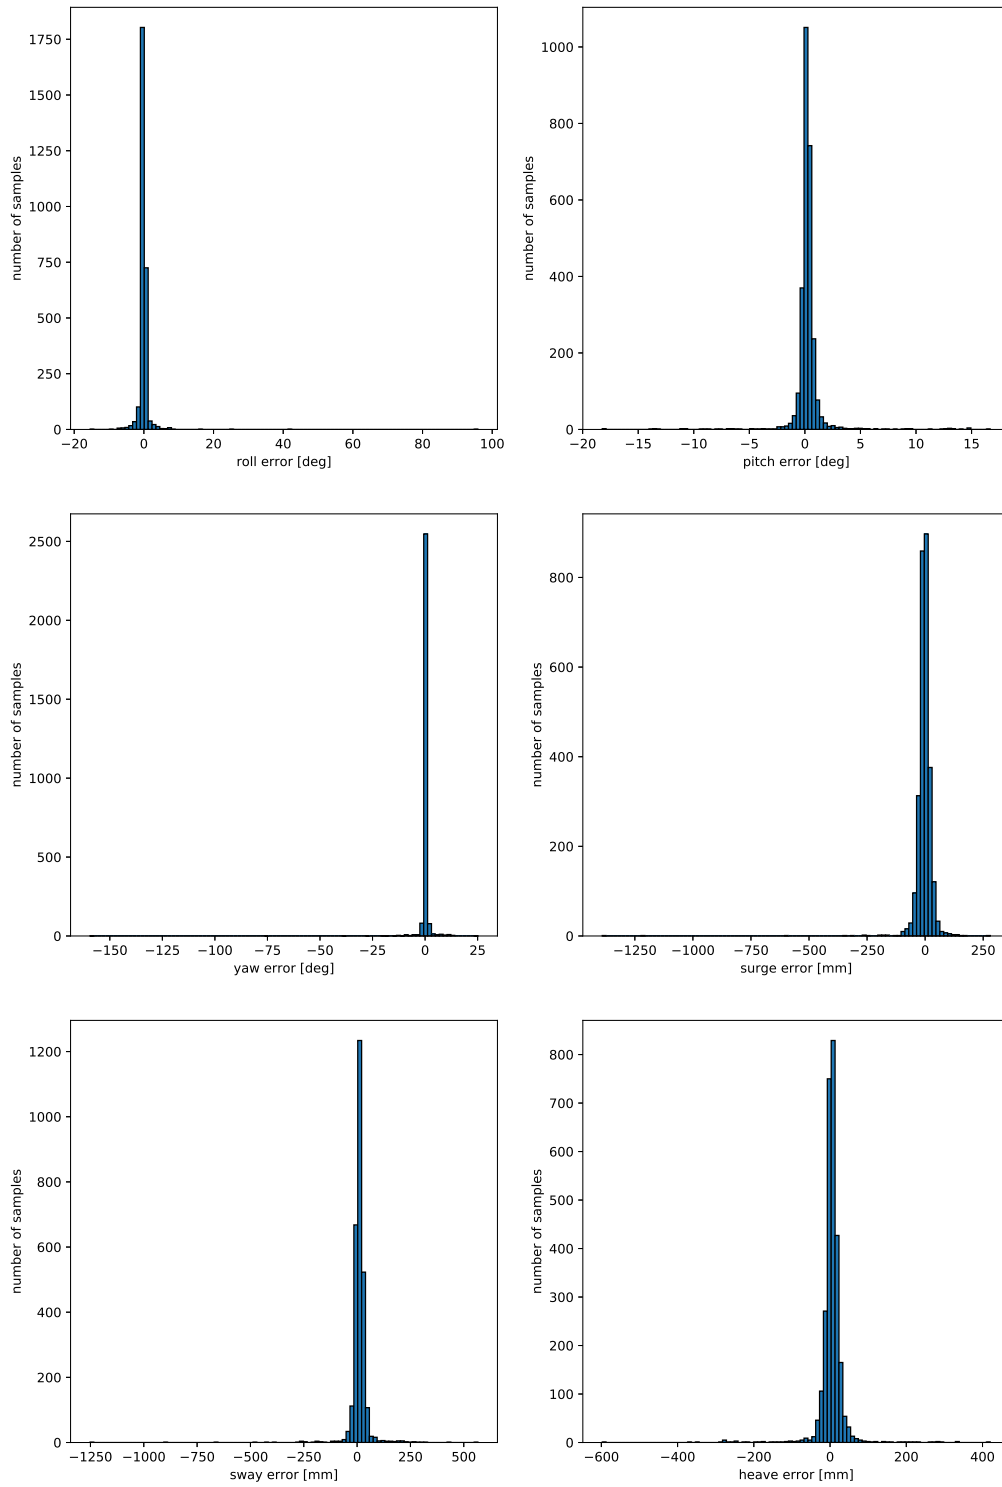 number of samples
1750
1500
1250
1000
750
500
250
0
−20 0 20 40 60 80 100
roll error [deg]
number of samples
1000
800
600
400
200
0
−20 −15 −10 −5 0 5 10 15
pitch error [deg]
number of samples
2500
2000
1500
1000
500
0
−150 −125 −100 −75 −50 −25 0 25
yaw error [deg]
number of samples
800
600
400
200
0
−1250 −1000 −750 −500 −250 0 250
surge error [mm]
number of samples
1200
1000
800
600
400
200
0
−1250 −1000 −750 −500 −250 0 250 500
sway error [mm]
number of samples
800
700
600
500
400
300
200
100
0
−600 −400 −200 0 200 400
heave error [mm]